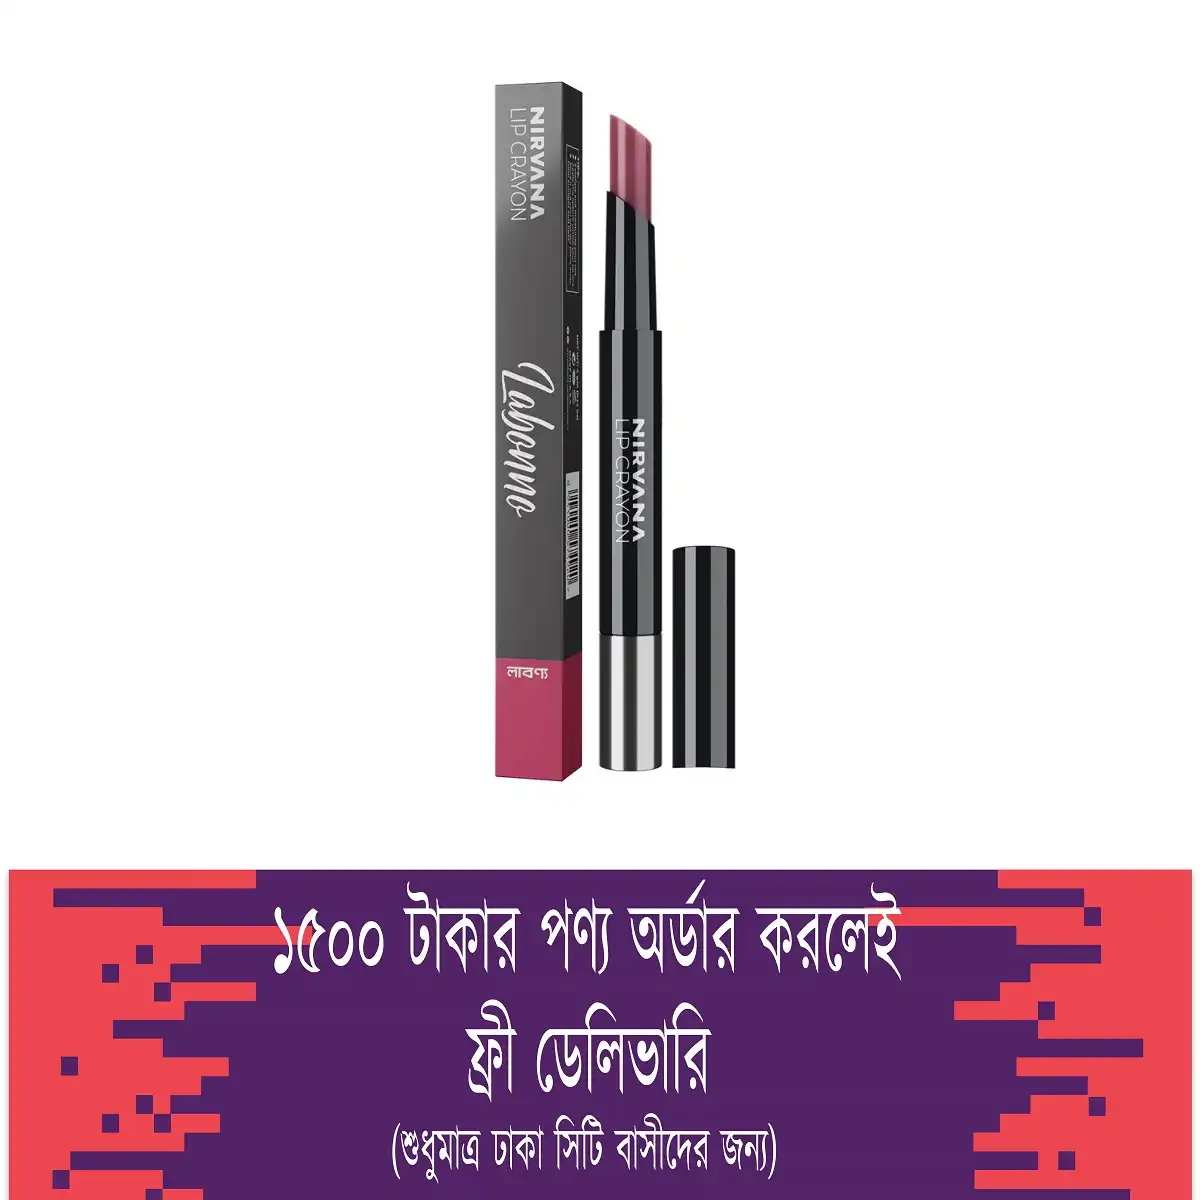 NIRVANA
LIP CRAYON
Labonno
লাবণ্য
NIRVANA
LIP CRAYON
১৫০০ টাকার পণ্য অর্ডার করলেই
ফ্রী ডেলিভারি
(শুধুমাত্র ঢাকা সিটি বাসীদের জন্য)